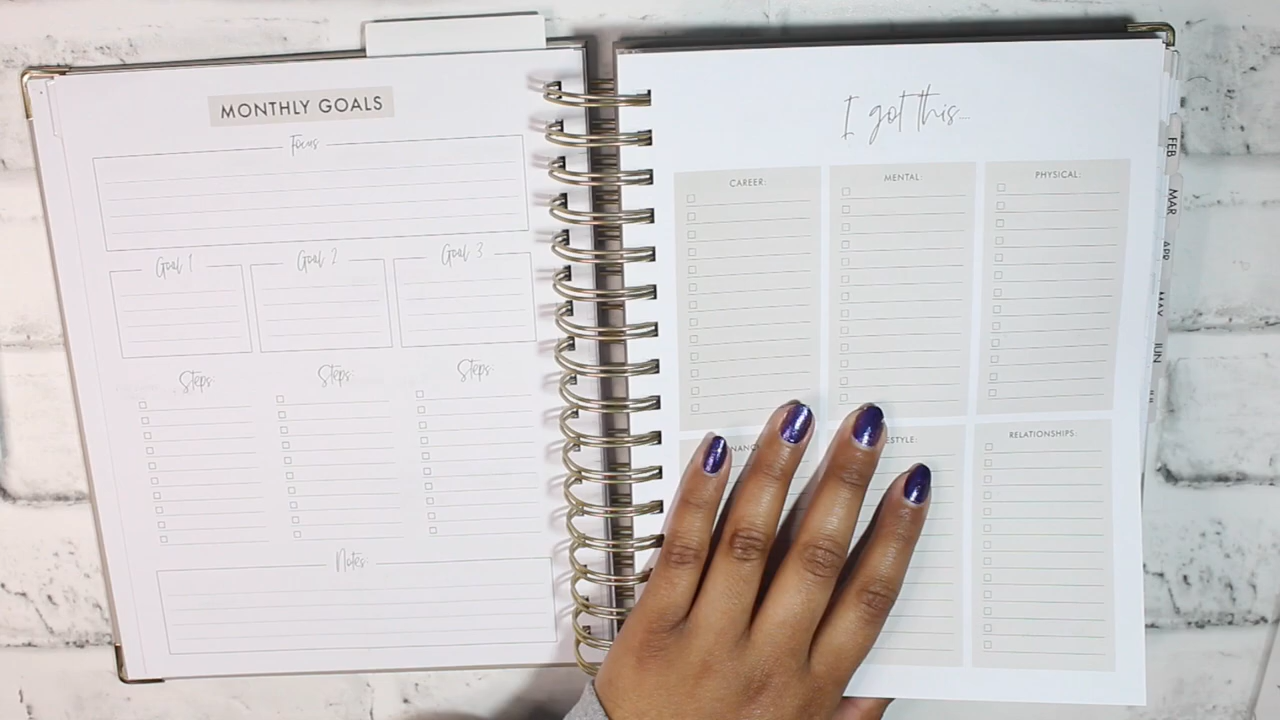 MONTHLY GOALS
Focus
Goal 1 Goal 2 Goal 3
Steps: Steps: Steps:
Notes:
I got this...
CAREER: MENTAL: PHYSICAL:
RELATIONSHIPS:
FEB
MAR
APR
MAY
JUN